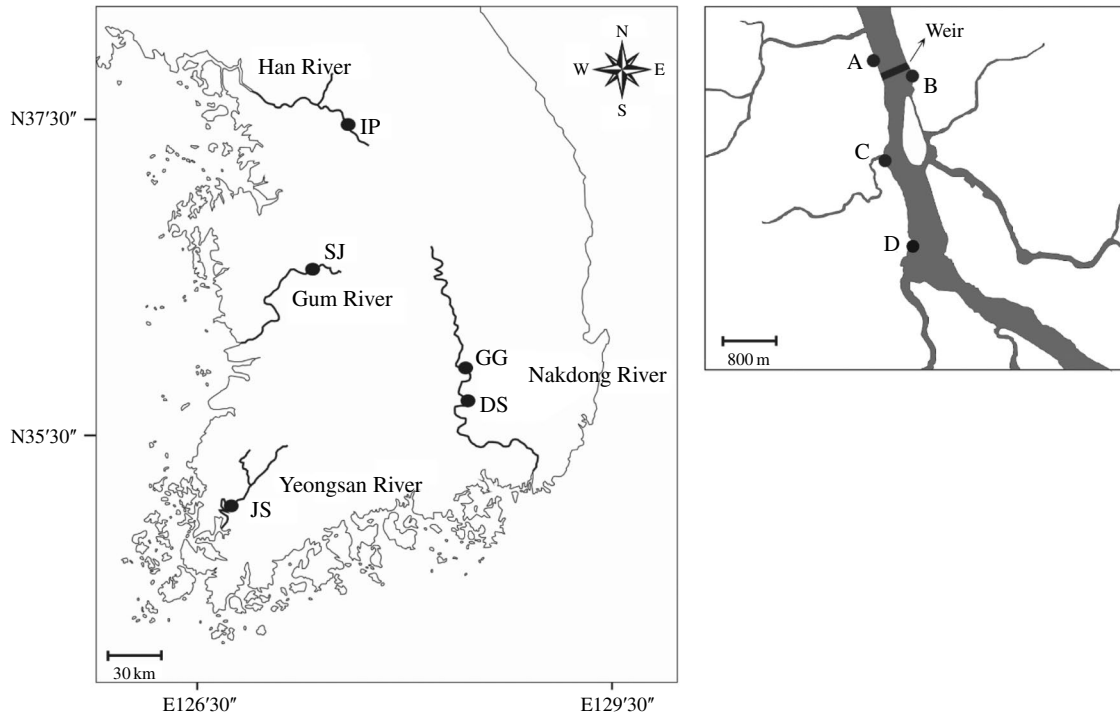 N
W E
S
Han River
N37′30″
IP
SJ
Gum River
GG
Nakdong River
DS
N35′30″
Yeongsan River
JS
30 km
E126′30″
E129′30″
Weir
A
B
C
D
800 m